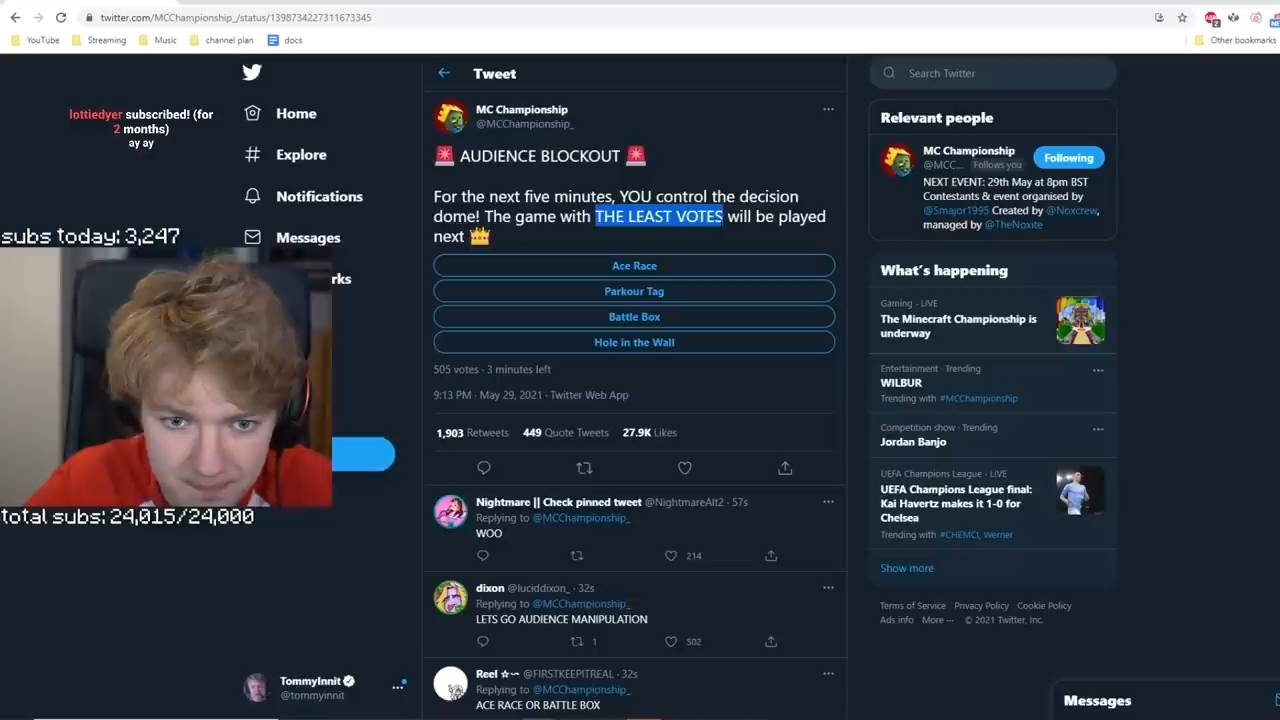 twitter.com/MCChampionship_/status/1398734227311673345
YouTube
Streaming
Music
channel plan
docs
Other bookmarks
lottiedyer subscribed! (for
2 months)
ay ay
subs today: 3,247
total subs: 24,015/24,000
Home
Explore
Notifications
Messages
rks
TommyInnit
@tommyinnit
Tweet
MC Championship
@MCChampionship_
🚨 AUDIENCE BLOCKOUT 🚨
For the next five minutes, YOU control the decision
dome! The game with THE LEAST VOTES will be played
next 👑
Ace Race
Parkour Tag
Battle Box
Hole in the Wall
505 votes · 3 minutes left
9:13 PM · May 29, 2021 · Twitter Web App
1,903 Retweets 449 Quote Tweets 27.9K Likes
Nightmare || Check pinned tweet @NightmareAlt2 · 57s
Replying to @MCChampionship_
WOO
214
dixon @luciddixon_ · 32s
Replying to @MCChampionship_
LETS GO AUDIENCE MANIPULATION
1 502
Reel ☆∽ @FIRSTKEEPITREAL · 32s
Replying to @MCChampionship_
ACE RACE OR BATTLE BOX
Search Twitter
Relevant people
MC Championship
@MCC... Follows you
Following
NEXT EVENT: 29th May at 8pm BST
Contestants & event organised by
@Smajor1995 Created by @Noxcrew,
managed by @TheNoxite
What's happening
Gaming · LIVE
The Minecraft Championship is
underway
Entertainment · Trending
WILBUR
Trending with #MCChampionship
Competition show · Trending
Jordan Banjo
UEFA Champions League · LIVE
UEFA Champions League final:
Kai Havertz makes it 1-0 for
Chelsea
Trending with #CHEMCI, Werner
Show more
Terms of Service Privacy Policy Cookie Policy
Ads info More ··· © 2021 Twitter, Inc.
Messages